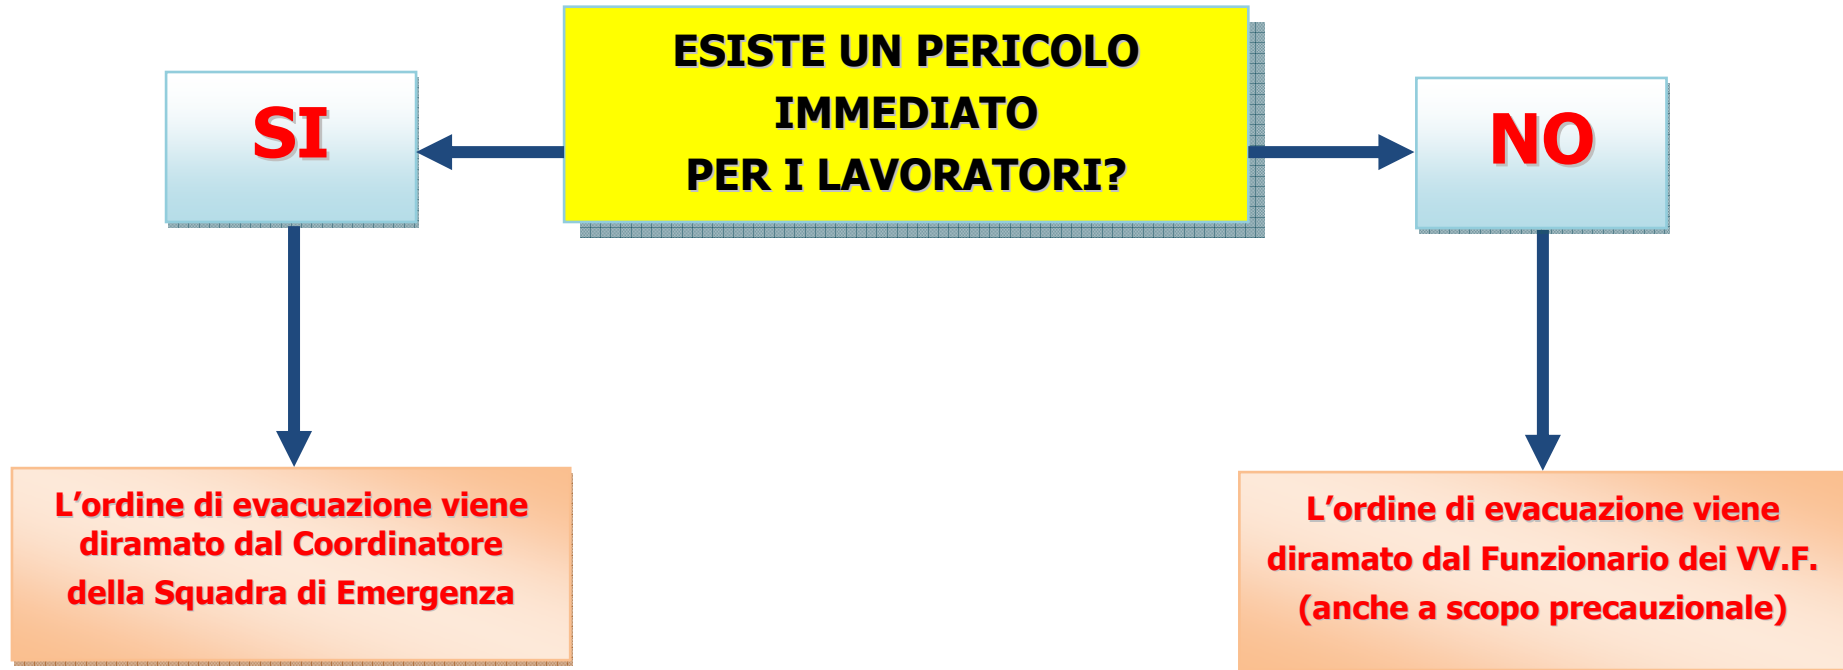 ESISTE UN PERICOLO
IMMEDIATO
PER I LAVORATORI?
SI
NO
L’ordine di evacuazione viene
diramato dal Coordinatore
della Squadra di Emergenza
L’ordine di evacuazione viene
diramato dal Funzionario dei VV.F.
(anche a scopo precauzionale)